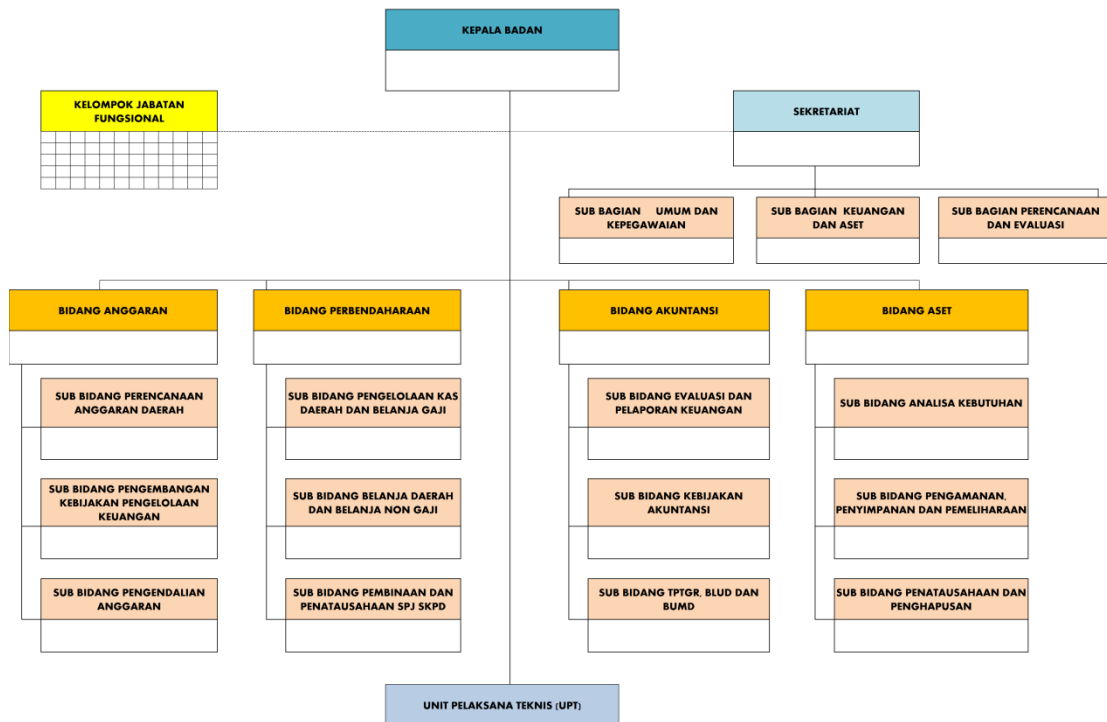 KEPALA BADAN
KELOMPOK JABATAN
FUNGSIONAL
SEKRETARIAT
SUB BAGIAN UMUM DAN
KEPEGAWAIAN
SUB BAGIAN KEUANGAN
DAN ASET
SUB BAGIAN PERENCANAAN
DAN EVALUASI
BIDANG ANGGARAN
BIDANG PERBENDAHARAAN
BIDANG AKUNTANSI
BIDANG ASET
SUB BIDANG PERENCANAAN
ANGGARAN DAERAH
SUB BIDANG PENGELOLAAN KAS
DAERAH DAN BELANJA GAJI
SUB BIDANG EVALUASI DAN
PELAPORAN KEUANGAN
SUB BIDANG ANALISA KEBUTUHAN
SUB BIDANG PENGEMBANGAN
KEBIJAKAN PENGELOLAAN
KEUANGAN
SUB BIDANG BELANJA DAERAH
DAN BELANJA NON GAJI
SUB BIDANG KEBIJAKAN
AKUNTANSI
SUB BIDANG PENGAMANAN,
PENYIMPANAN DAN PEMELIHARAAN
SUB BIDANG PENGENDALIAN
ANGGARAN
SUB BIDANG PEMBINAAN DAN
PENATAUSAHAAN SPJ SKPD
SUB BIDANG TPTGR, BLUD DAN
BUMD
SUB BIDANG PENATAUSAHAAN DAN
PENGHAPUSAN
UNIT PELAKSANA TEKNIS (UPT)